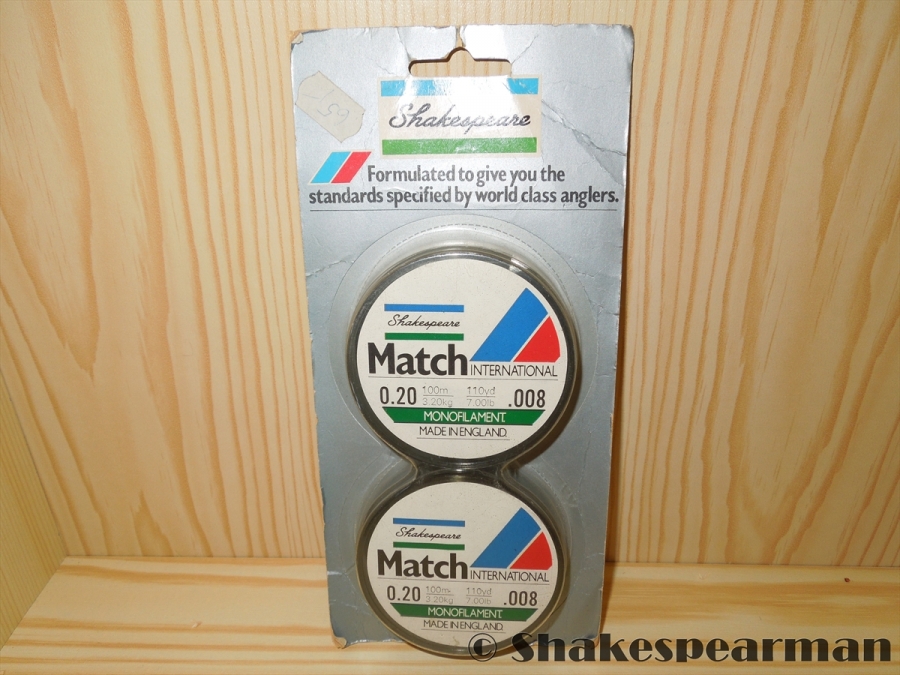 Shakespeare
Formulated to give you the
standards specified by world class anglers.
Shakespeare
Match INTERNATIONAL
0.20 100m 110yd .008
3.20kg 7.00lb
MONOFILAMENT.
MADE IN ENGLAND.
Shakespeare
Match INTERNATIONAL
0.20 100m 110yd .008
3.20kg 7.00lb
MONOFILAMENT.
MADE IN ENGLAND.
© Shakespearman